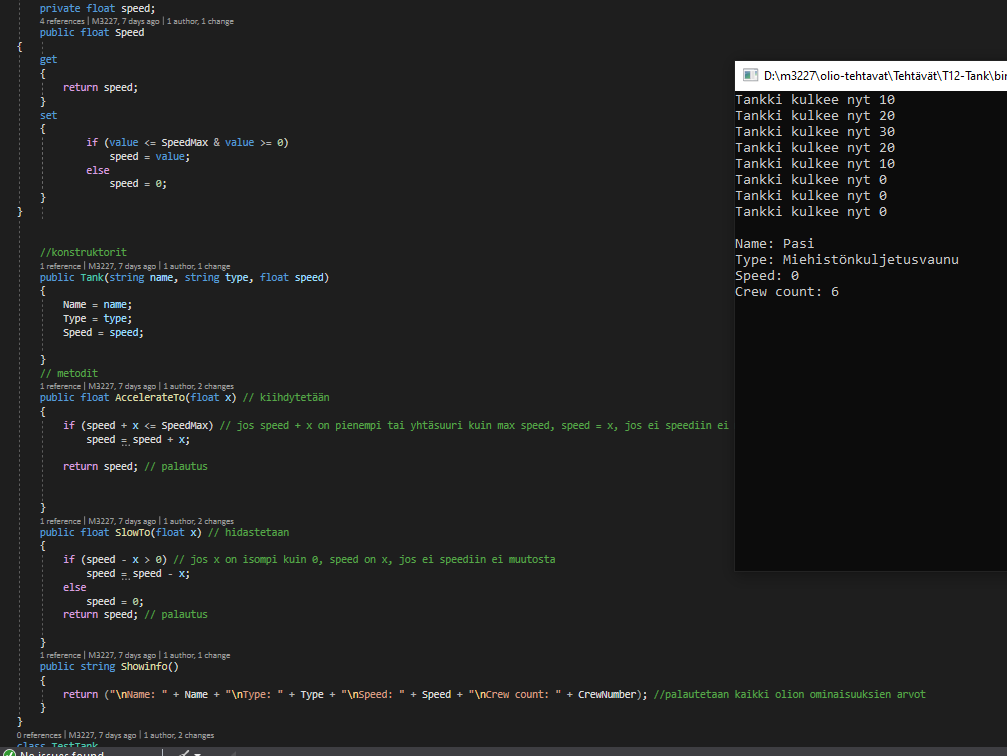 private float speed;
4 references | M3227, 7 days ago | 1 author, 1 change
public float Speed
{
get
{
return speed;
}
set
{
if (value <= SpeedMax & value >= 0)
speed = value;
else
speed = 0;
}
}
//konstruktorit
1 reference | M3227, 7 days ago | 1 author, 1 change
public Tank(string name, string type, float speed)
{
Name = name;
Type = type;
Speed = speed;
}
// metodit
1 reference | M3227, 7 days ago | 1 author, 2 changes
public float AccelerateTo(float x) // kiihdytetään
{
if (speed + x <= SpeedMax) // jos speed + x on pienempi tai yhtäsuuri kuin max speed, speed = x, jos ei speediin ei
speed = speed + x;
return speed; // palautus
}
1 reference | M3227, 7 days ago | 1 author, 2 changes
public float SlowTo(float x) // hidastetaan
{
if (speed - x > 0) // jos x on isompi kuin 0, speed on x, jos ei speediin ei muutosta
speed = speed - x;
else
speed = 0;
return speed; // palautus
}
1 reference | M3227, 7 days ago | 1 author, 1 change
public string Showinfo()
{
return ("\nName: " + Name + "\nType: " + Type + "\nSpeed: " + Speed + "\nCrew count: " + CrewNumber); //palautetaan kaikki olion ominaisuuksien arvot
}
}
0 references | M3227, 7 days ago | 1 author, 2 changes
class TestTank
No issues found
D:\m3227\olio-tehtavat\Tehtävät\T12-Tank\bin
Tankki kulkee nyt 10
Tankki kulkee nyt 20
Tankki kulkee nyt 30
Tankki kulkee nyt 20
Tankki kulkee nyt 10
Tankki kulkee nyt 0
Tankki kulkee nyt 0
Tankki kulkee nyt 0
Name: Pasi
Type: Miehistönkuljetusvaunu
Speed: 0
Crew count: 6